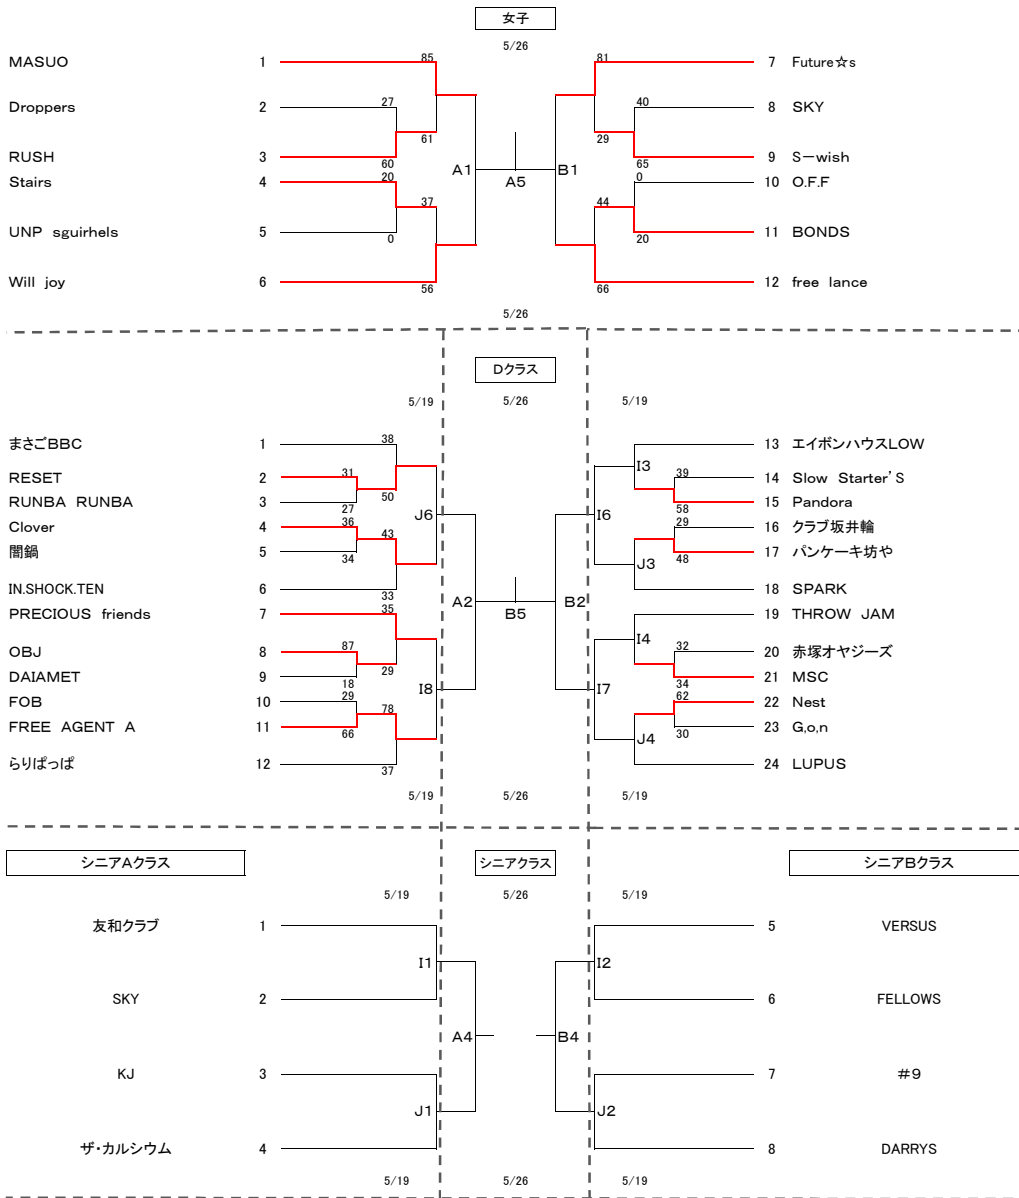 女子
5/26
MASUO 1 85 81 7 Future☆s
Droppers 2 27 40 8 SKY
61 29
RUSH 3 60 65 9 S－wish
A1 A5 B1
Stairs 4 20 0 10 O.F.F
37 44
UNP sguirhels 5 0 20 11 BONDS
Will joy 6 56 66 12 free lance
5/26
Dクラス
5/19 5/26 5/19
まさごBBC 1 38 13 エイボンハウスLOW
I3
RESET 2 31 39 14 Slow Starter'S
50
RUNBA RUNBA 3 27 58 15 Pandora
J6 I6
Clover 4 36 29 16 クラブ坂井輪
43
闇鍋 5 34 48 17 パンケーキ坊や
J3
IN.SHOCK.TEN 6 33 18 SPARK
A2 B5 B2
PRECIOUS friends 7 35 19 THROW JAM
I4
OBJ 8 87 32 20 赤塚オヤジーズ
29
DAIAMET 9 18 34 21 MSC
I8 I7
FOB 10 29 62 22 Nest
78
FREE AGENT A 11 66 30 23 G,o,n
J4
らりぱっぱ 12 37 24 LUPUS
5/19 5/26 5/19
シニアAクラス シニアクラス シニアBクラス
5/19 5/26 5/19
友和クラブ 1 5 VERSUS
I1 I2
SKY 2 6 FELLOWS
A4 B4
KJ 3 7 ＃9
J1 J2
ザ・カルシウム 4 8 DARRYS
5/19 5/26 5/19